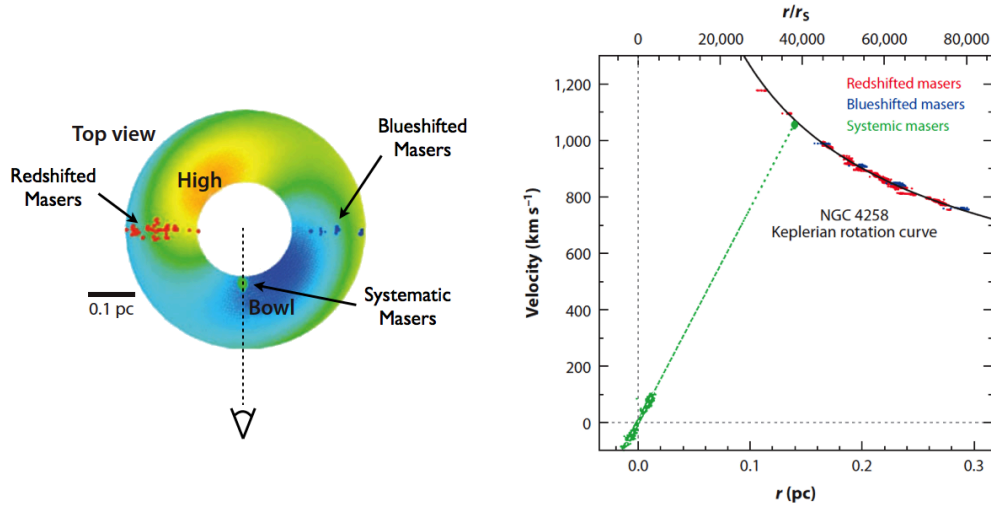 Top view
Blueshifted
Masers
Redshifted
Masers
High
Systematic
Masers
Bowl
0.1 pc
r/rS
0 20,000 40,000 60,000 80,000
Redshifted masers
Blueshifted masers
Systemic masers
NGC 4258
Keplerian rotation curve
Velocity (km s⁻¹)
1,200
1,000
800
600
400
200
0
0.0 0.1 0.2 0.3
r (pc)